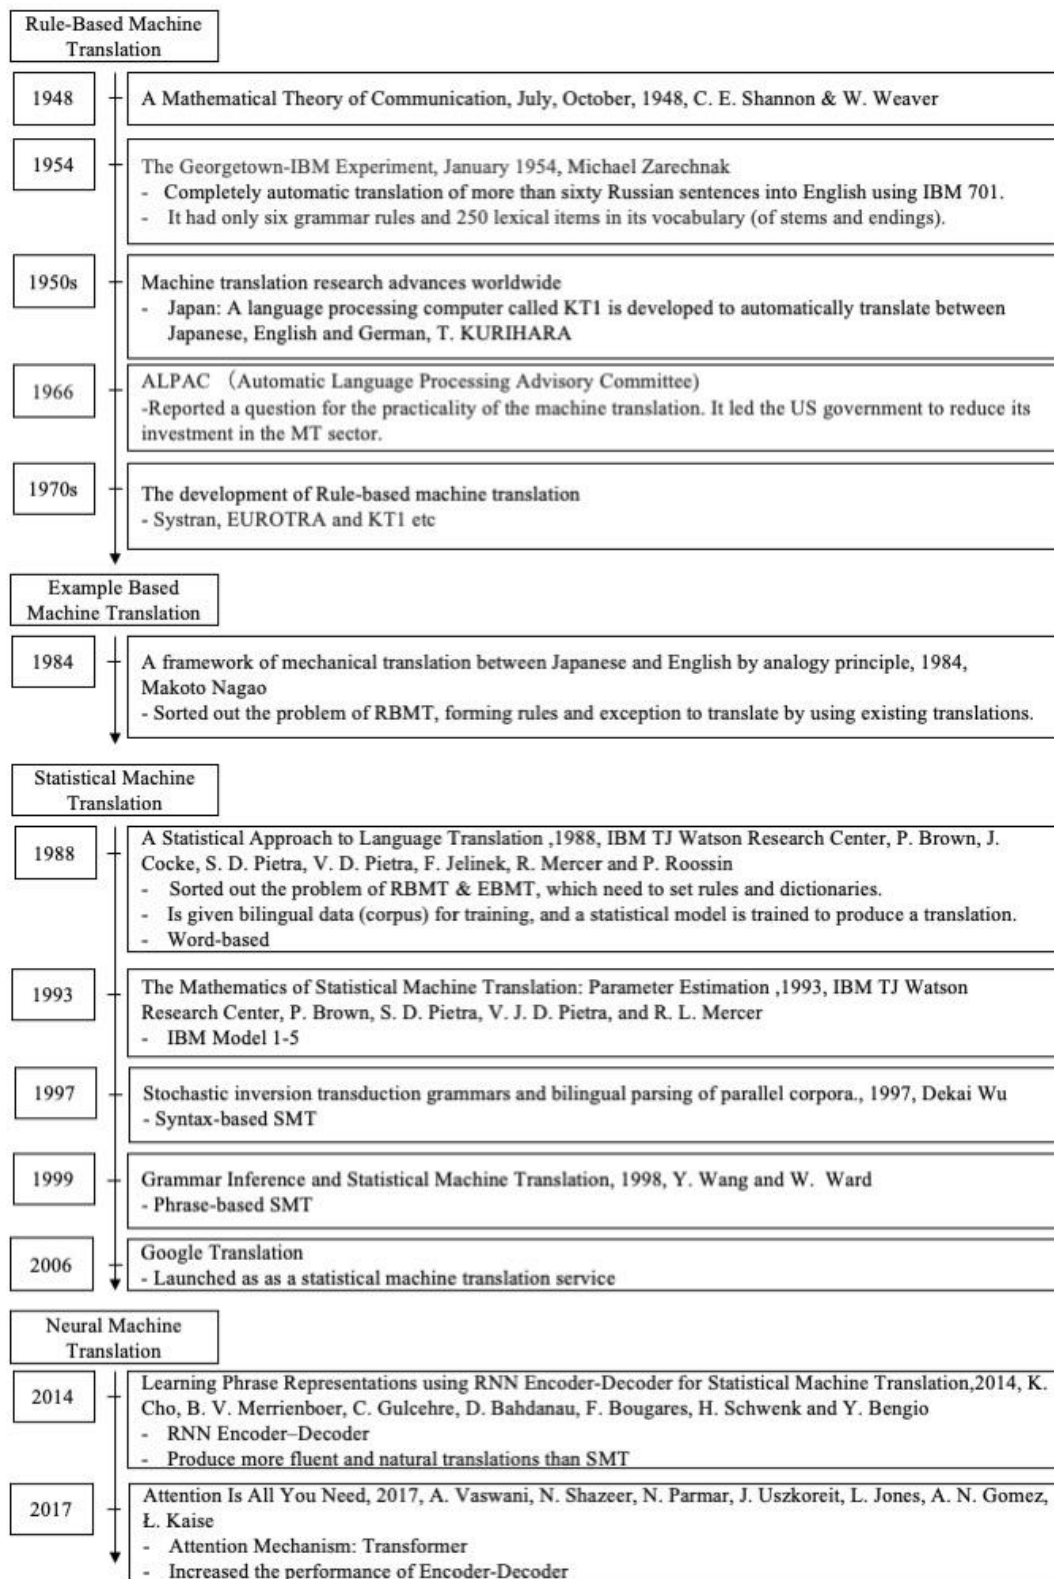 Rule-Based Machine
Translation
1948
A Mathematical Theory of Communication, July, October, 1948, C. E. Shannon & W. Weaver
1954
The Georgetown-IBM Experiment, January 1954, Michael Zarechnak
- Completely automatic translation of more than sixty Russian sentences into English using IBM 701.
- It had only six grammar rules and 250 lexical items in its vocabulary (of stems and endings).
1950s
Machine translation research advances worldwide
- Japan: A language processing computer called KT1 is developed to automatically translate between
Japanese, English and German, T. KURIHARA
1966
ALPAC （Automatic Language Processing Advisory Committee)
-Reported a question for the practicality of the machine translation. It led the US government to reduce its
investment in the MT sector.
1970s
The development of Rule-based machine translation
- Systran, EUROTRA and KT1 etc
Example Based
Machine Translation
1984
A framework of mechanical translation between Japanese and English by analogy principle, 1984,
Makoto Nagao
- Sorted out the problem of RBMT, forming rules and exception to translate by using existing translations.
Statistical Machine
Translation
1988
A Statistical Approach to Language Translation ,1988, IBM TJ Watson Research Center, P. Brown, J.
Cocke, S. D. Pietra, V. D. Pietra, F. Jelinek, R. Mercer and P. Roossin
- Sorted out the problem of RBMT & EBMT, which need to set rules and dictionaries.
- Is given bilingual data (corpus) for training, and a statistical model is trained to produce a translation.
- Word-based
1993
The Mathematics of Statistical Machine Translation: Parameter Estimation ,1993, IBM TJ Watson
Research Center, P. Brown, S. D. Pietra, V. J. D. Pietra, and R. L. Mercer
- IBM Model 1-5
1997
Stochastic inversion transduction grammars and bilingual parsing of parallel corpora., 1997, Dekai Wu
- Syntax-based SMT
1999
Grammar Inference and Statistical Machine Translation, 1998, Y. Wang and W. Ward
- Phrase-based SMT
2006
Google Translation
- Launched as as a statistical machine translation service
Neural Machine
Translation
2014
Learning Phrase Representations using RNN Encoder-Decoder for Statistical Machine Translation,2014, K.
Cho, B. V. Merrienboer, C. Gulcehre, D. Bahdanau, F. Bougares, H. Schwenk and Y. Bengio
- RNN Encoder–Decoder
- Produce more fluent and natural translations than SMT
2017
Attention Is All You Need, 2017, A. Vaswani, N. Shazeer, N. Parmar, J. Uszkoreit, L. Jones, A. N. Gomez,
Ł. Kaise
- Attention Mechanism: Transformer
- Increased the performance of Encoder-Decoder